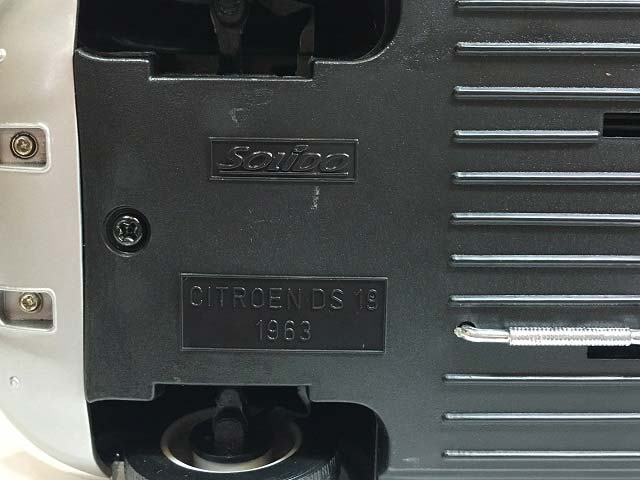 Solido
CITROEN DS 19
1963